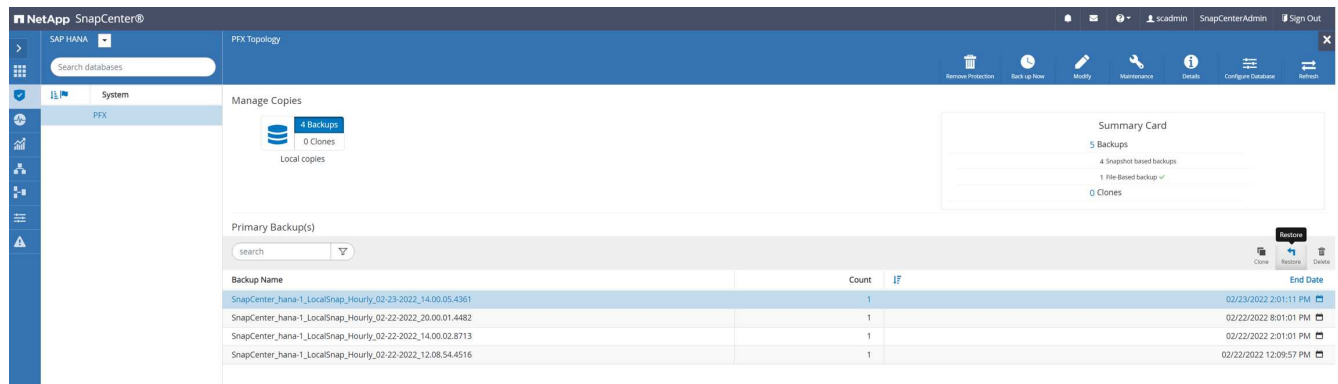 NetApp SnapCenter®
scadmin SnapCenterAdmin Sign Out
SAP HANA
PFX Topology
Search databases
Remove Protection Back up Now Modify Maintenance Details Configure Database Refresh
System
PFX
Manage Copies
4 Backups
0 Clones
Local copies
Summary Card
5 Backups
4 Snapshot based backups
1 File-Based backup
0 Clones
Primary Backup(s)
search
Restore
Clone Restore Delete
Backup Name Count End Date
SnapCenter_hana-1_LocalSnap_Hourly_02-23-2022_14.00.05.4361 1 02/23/2022 2:01:11 PM
SnapCenter_hana-1_LocalSnap_Hourly_02-22-2022_20.00.01.4482 1 02/22/2022 8:01:01 PM
SnapCenter_hana-1_LocalSnap_Hourly_02-22-2022_14.00.02.8713 1 02/22/2022 2:01:01 PM
SnapCenter_hana-1_LocalSnap_Hourly_02-22-2022_12.08.54.4516 1 02/22/2022 12:09:57 PM